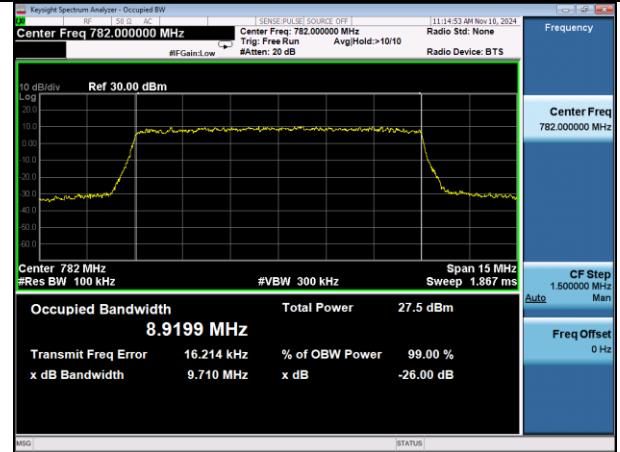 Keysight Spectrum Analyzer - Occupied BW
RF 50 Ω AC SENSE:PULSE SOURCE OFF 11:14:53 AM Nov 10, 2024
Center Freq 782.000000 MHz
Center Freq: 782.000000 MHz Radio Std: None
Trig: Free Run Avg|Hold:>10/10
#IFGain:Low #Atten: 20 dB Radio Device: BTS
10 dB/div Ref 30.00 dBm
Log
20.0
10.0
0.00
-10.0
-20.0
-30.0
-40.0
-50.0
-60.0
Center 782 MHz Span 15 MHz
#Res BW 100 kHz #VBW 300 kHz Sweep 1.867 ms
Occupied Bandwidth Total Power 27.5 dBm
8.9199 MHz
Transmit Freq Error 16.214 kHz % of OBW Power 99.00 %
x dB Bandwidth 9.710 MHz x dB -26.00 dB
MSG STATUS
Frequency
Center Freq
782.000000 MHz
CF Step
1.500000 MHz
Auto Man
Freq Offset
0 Hz